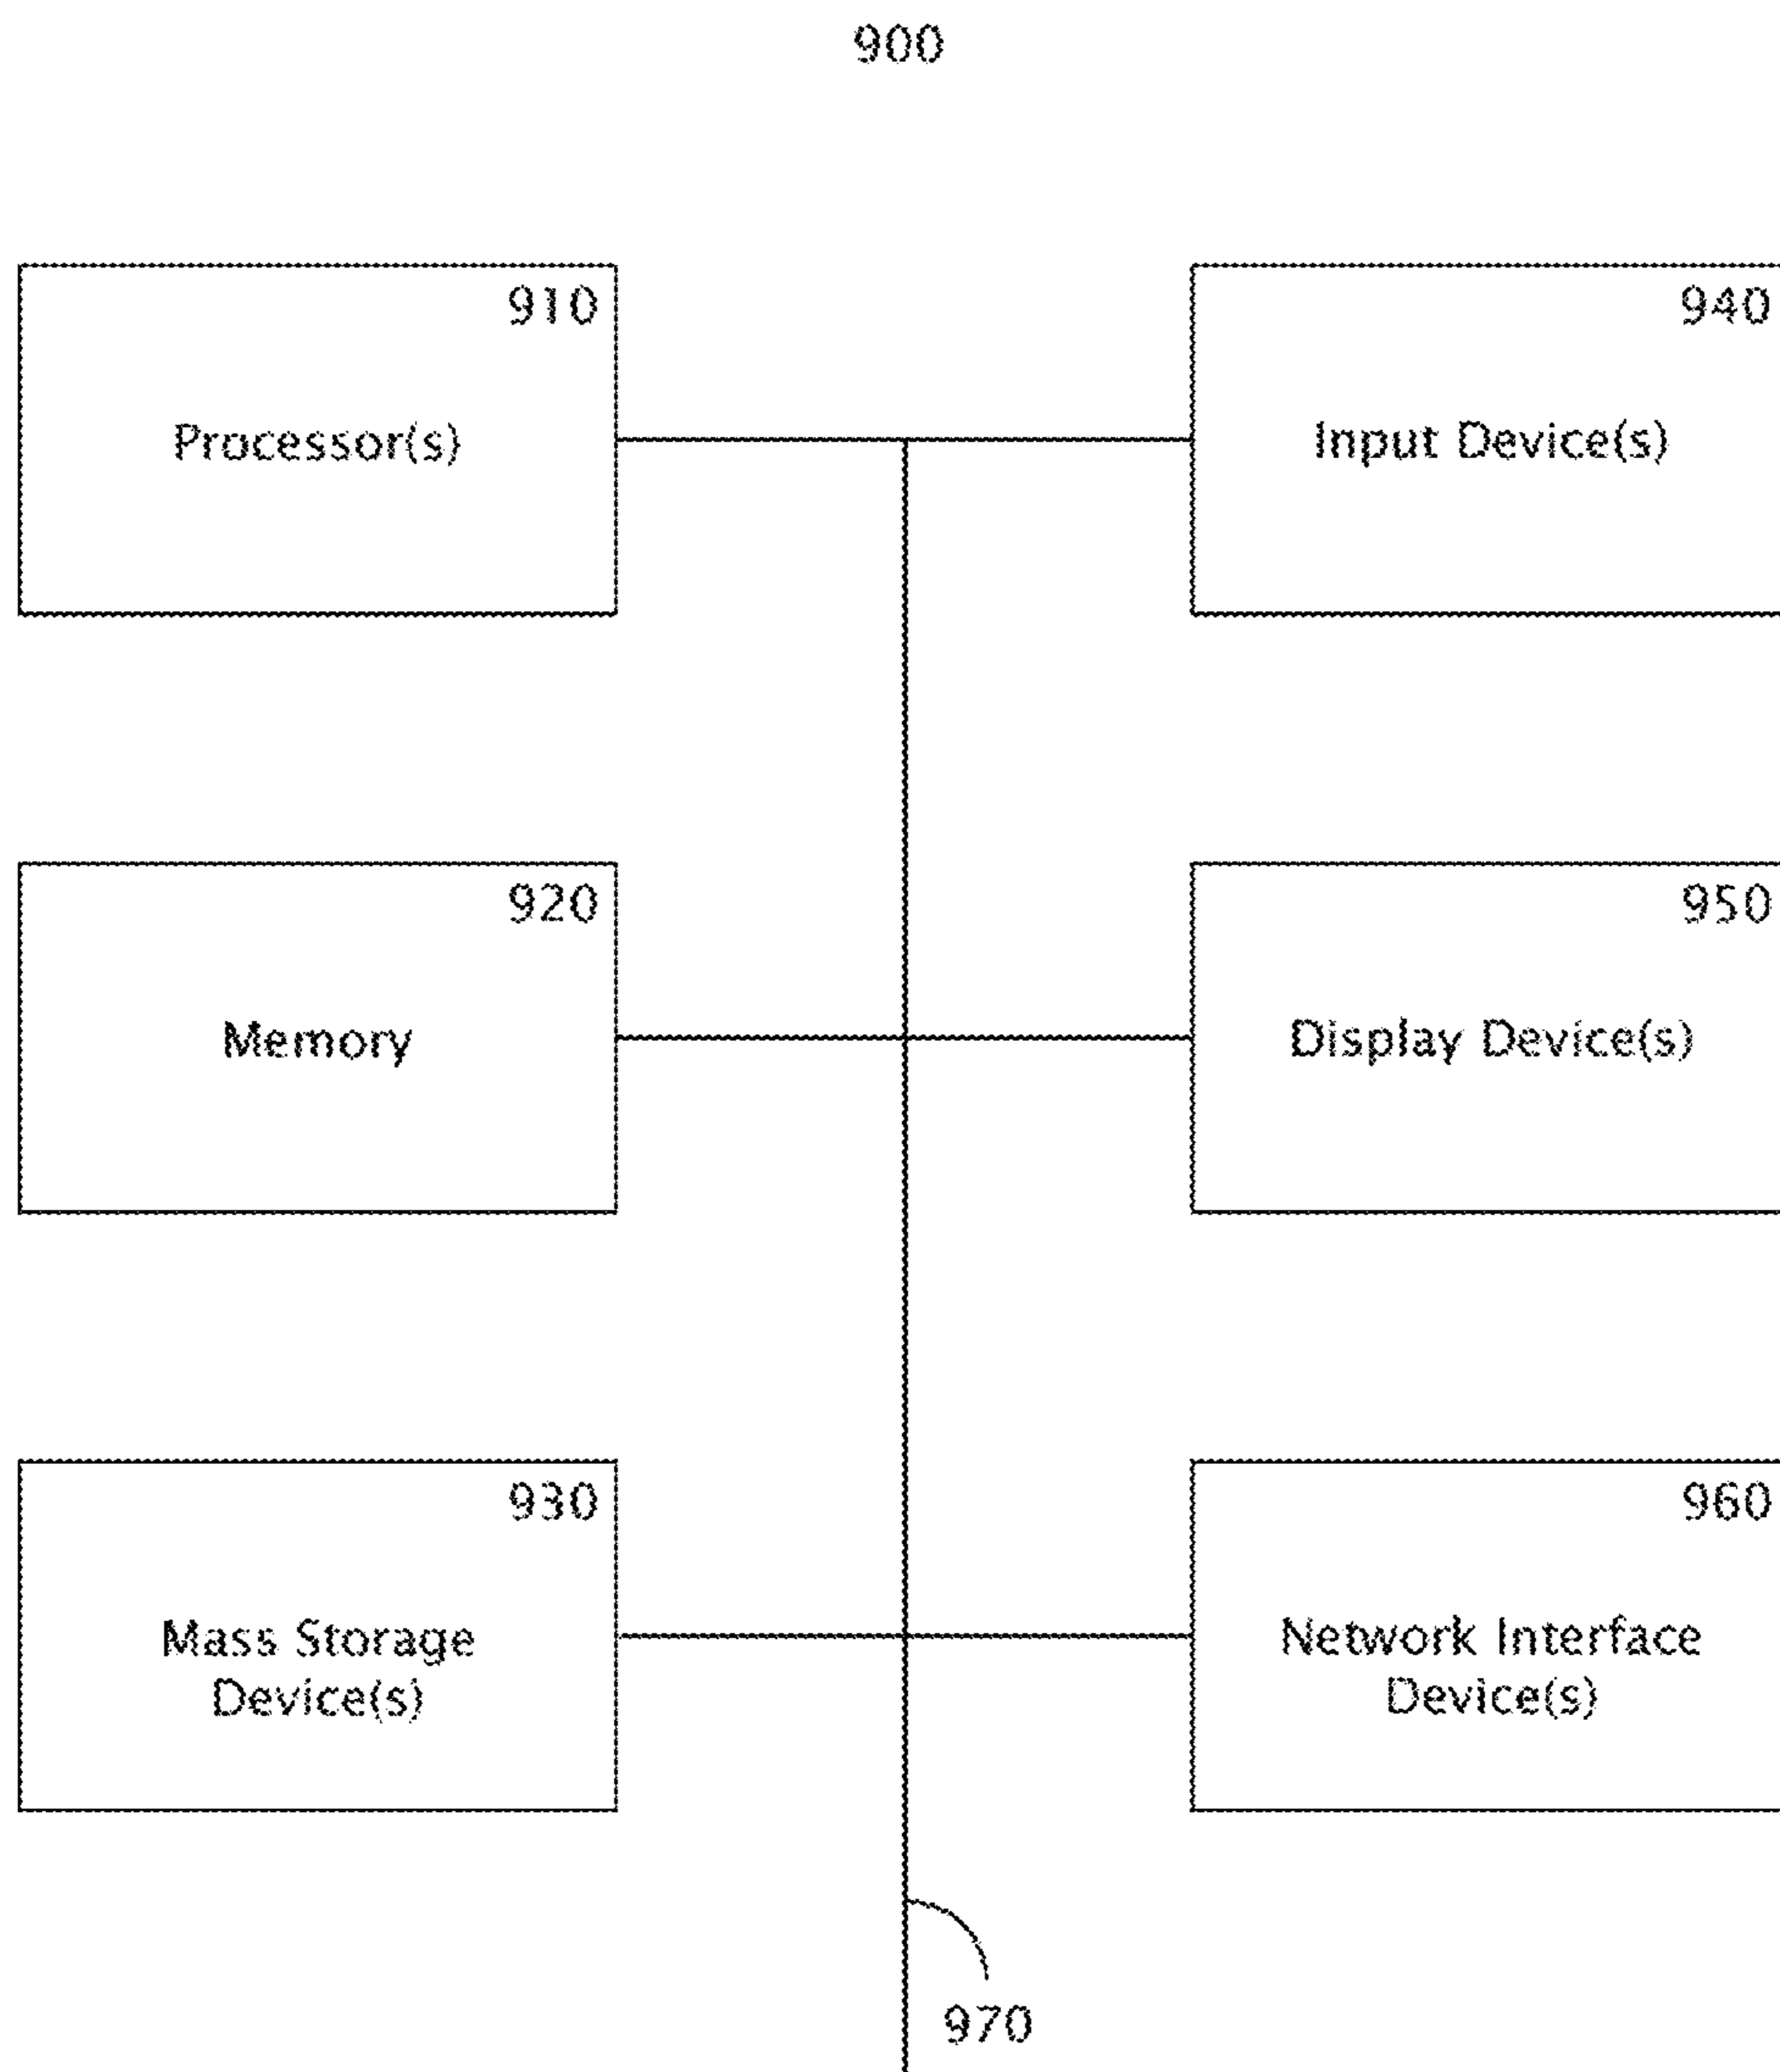 900
910
Processor(s)
940
Input Device(s)
920
Memory
950
Display Device(s)
930
Mass Storage
Device(s)
960
Network Interface
Device(s)
970